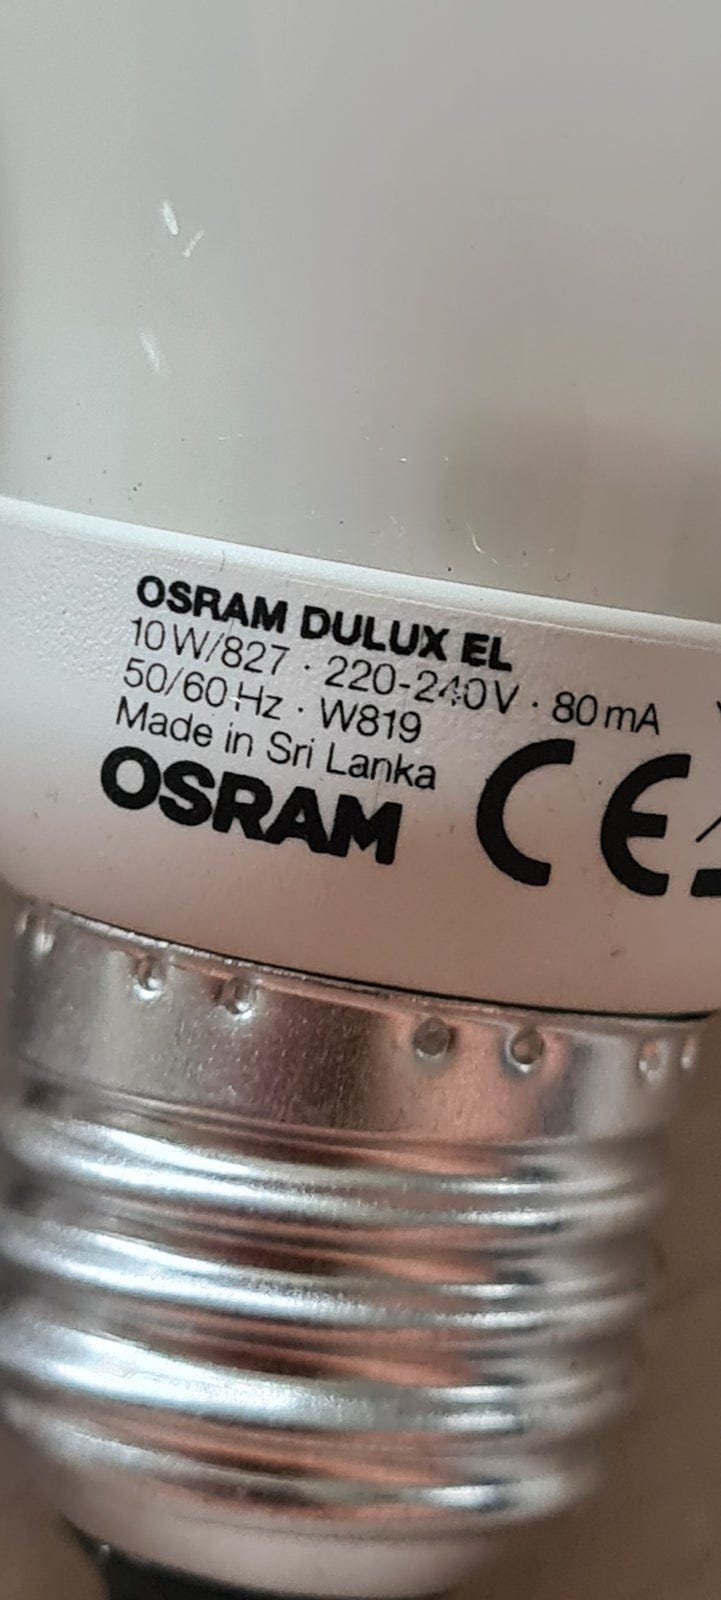 OSRAM DULUX EL
10W/827 · 220-240V · 80mA
50/60Hz · W819
Made in Sri Lanka
OSRAM CE